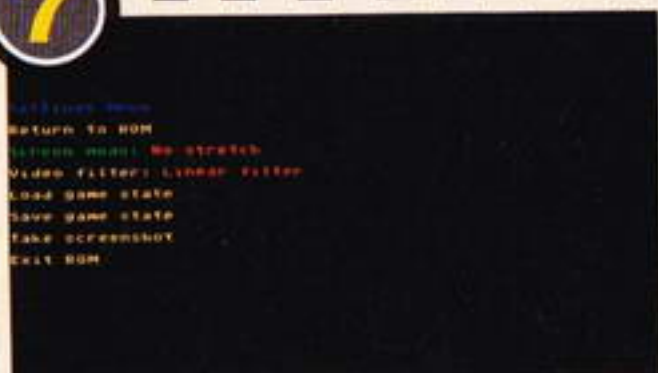 7
Settings Menu
Return to ROM
Screen mode: No stretch
Video filter: Linear filter
Load game state
Save game state
Take screenshot
Exit ROM